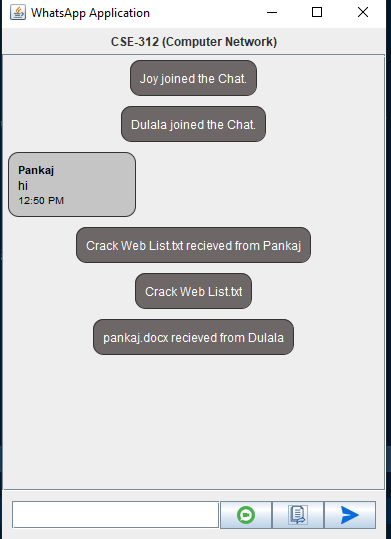 WhatsApp Application
CSE-312 (Computer Network)
Joy joined the Chat.
Dulala joined the Chat.
Pankaj
hi
12:50 PM
Crack Web List.txt recieved from Pankaj
Crack Web List.txt
pankaj.docx recieved from Dulala